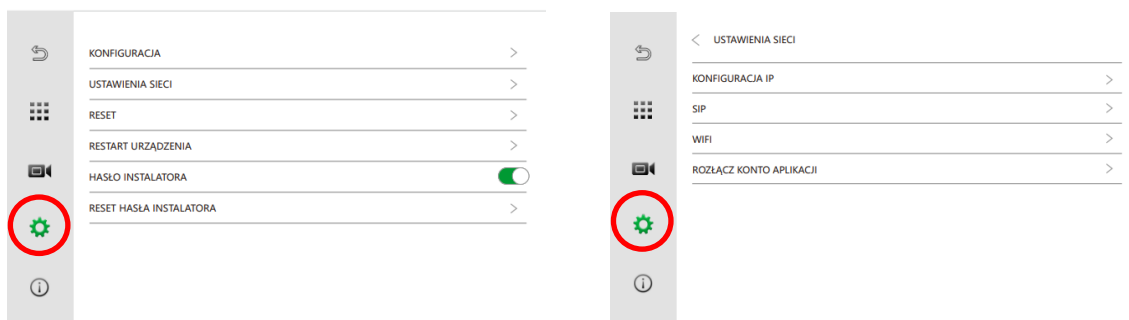 KONFIGURACJA
USTAWIENIA SIECI
RESET
RESTART URZĄDZENIA
HASŁO INSTALATORA
RESET HASŁA INSTALATORA
USTAWIENIA SIECI
KONFIGURACJA IP
SIP
WIFI
ROZŁĄCZ KONTO APLIKACJI